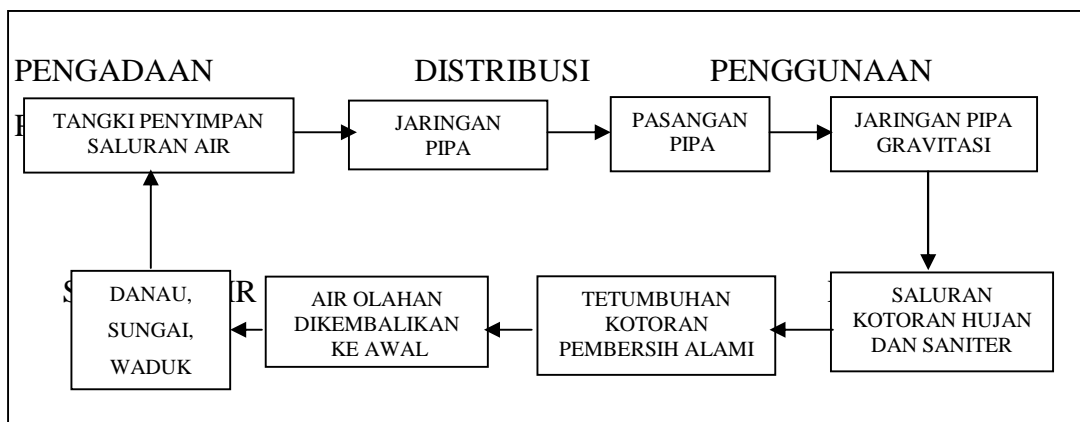 PENGADAAN DISTRIBUSI PENGGUNAAN
TANGKI PENYIMPAN
SALURAN AIR
JARINGAN
PIPA
PASANGAN
PIPA
JARINGAN PIPA
GRAVITASI
SALURAN
KOTORAN HUJAN
DAN SANITER
TETUMBUHAN
KOTORAN
PEMBERSIH ALAMI
AIR OLAHAN
DIKEMBALIKAN
KE AWAL
DANAU,
SUNGAI,
WADUK